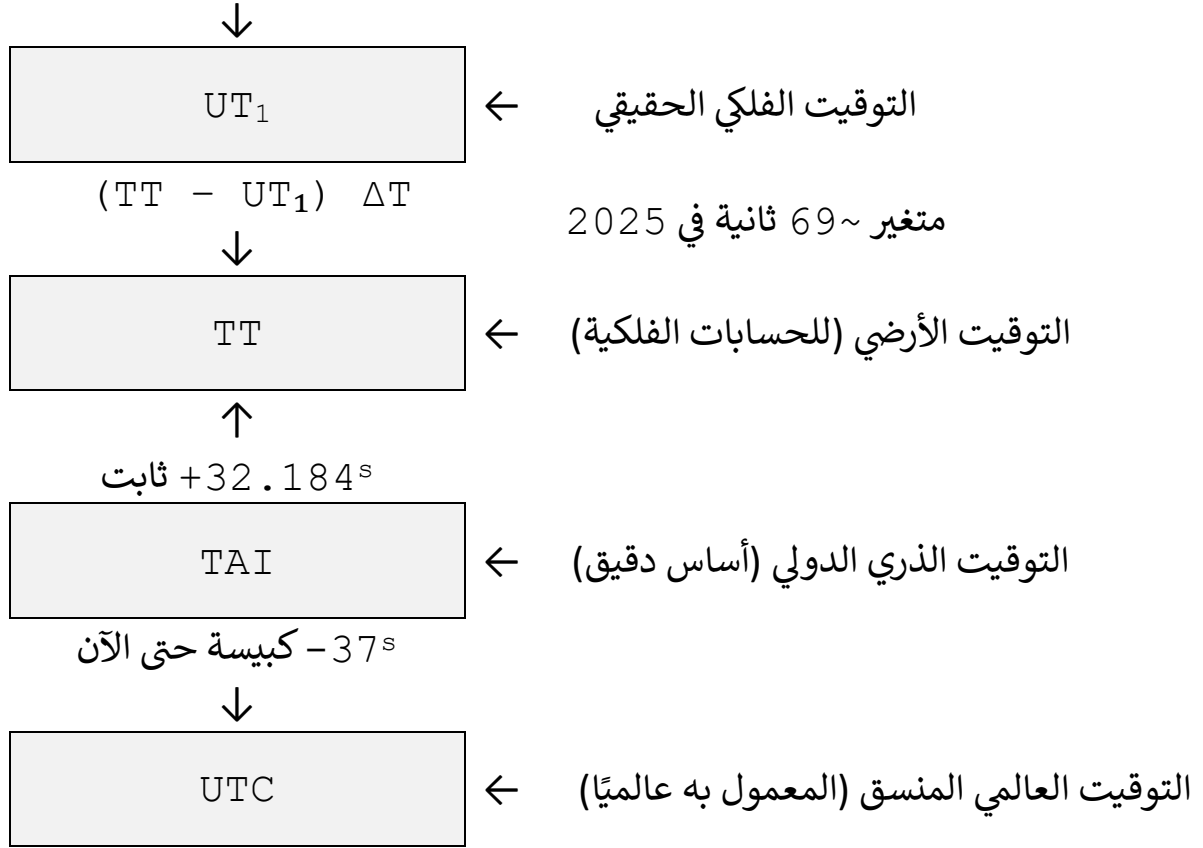 UT₁ ← التوقيت الفلكي الحقيقي
(TT − UT₁) ΔT
متغير ~69 ثانية في 2025
TT ← التوقيت الأرضي (للحسابات الفلكية)
+32.184ˢ ثابت
TAI ← التوقيت الذري الدولي (أساس دقيق)
−37ˢ كبيسة حتى الآن
UTC ← التوقيت العالمي المنسق (المعمول به عالميًا)